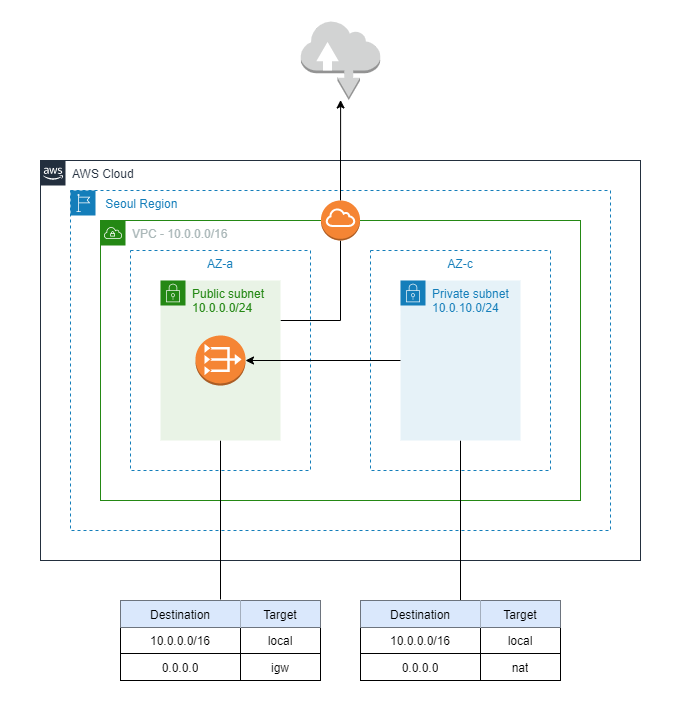 aws
AWS Cloud
Seoul Region
VPC - 10.0.0.0/16
AZ-a
AZ-c
Public subnet
10.0.0.0/24
Private subnet
10.0.10.0/24
Destination Target
10.0.0.0/16 local
0.0.0.0 igw
Destination Target
10.0.0.0/16 local
0.0.0.0 nat